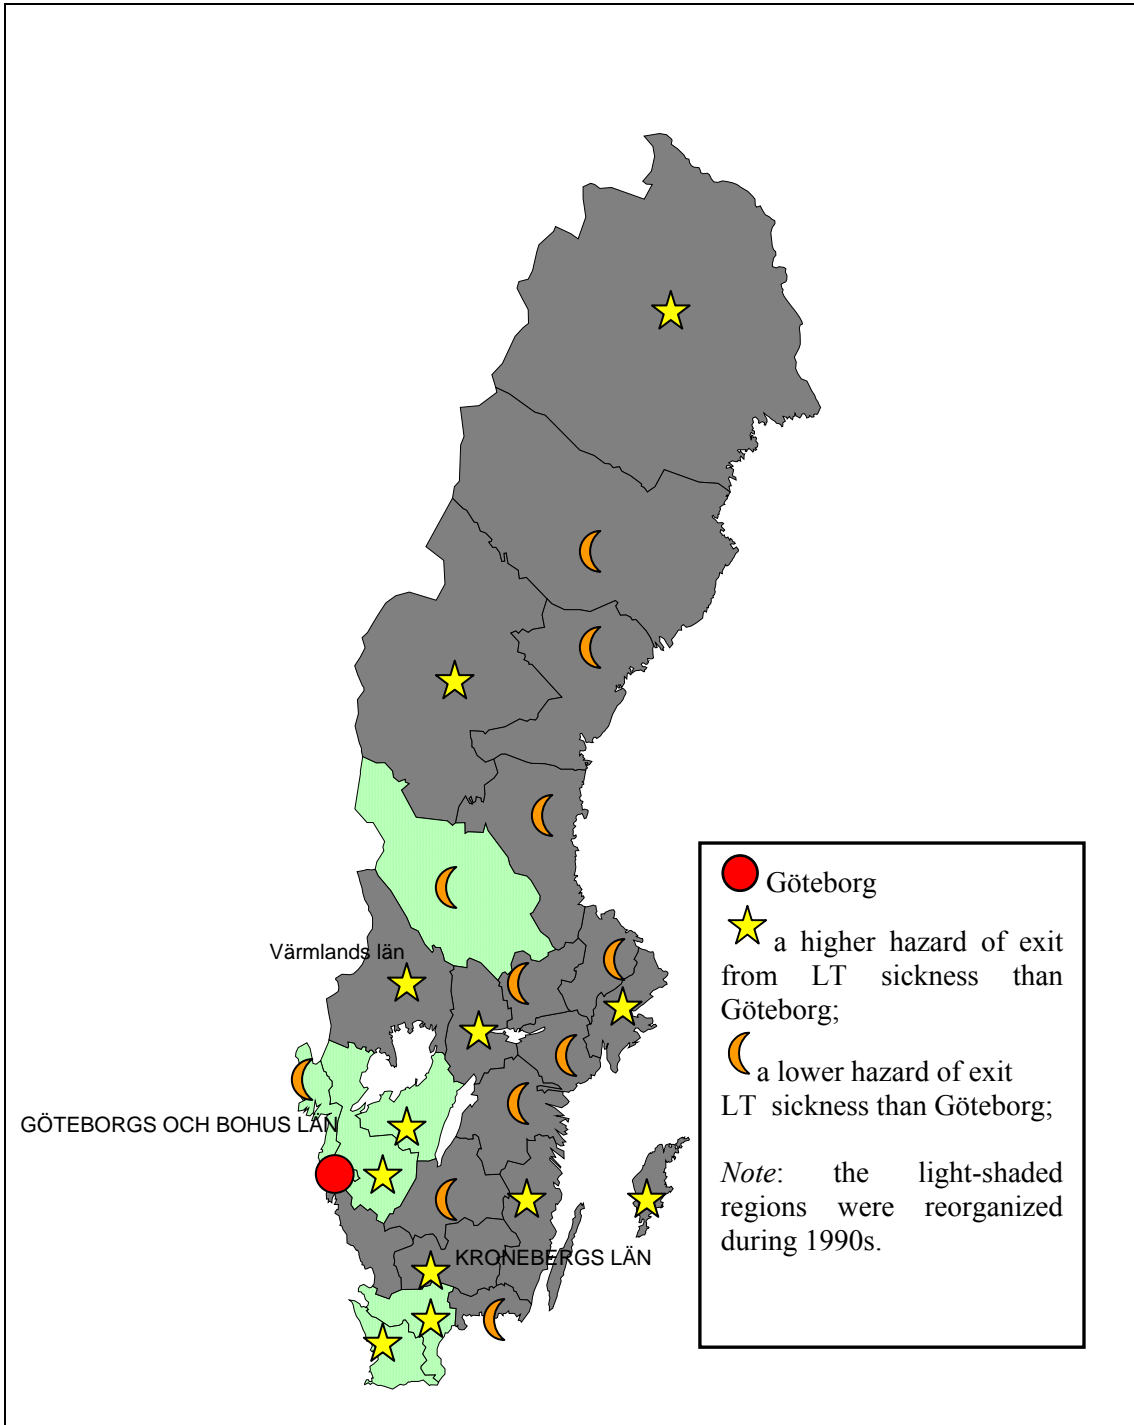 Värmlands län
GÖTEBORGS OCH BOHUS LÄN
KRONEBERGS LÄN
Göteborg
a higher hazard of exit
from LT sickness than
Göteborg;
a lower hazard of exit
LT sickness than Göteborg;
Note: the light-shaded
regions were reorganized
during 1990s.